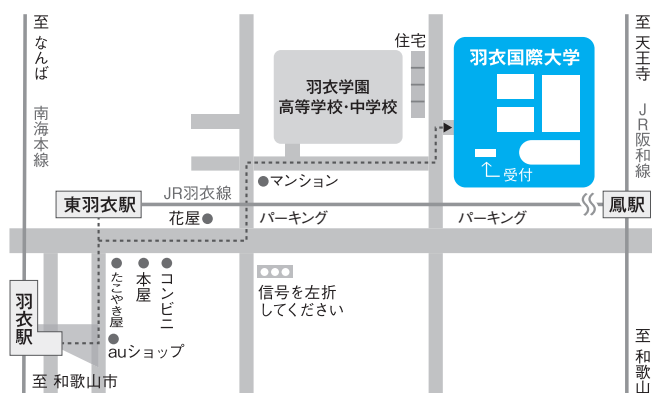 至 なんば
南海本線
住宅
羽衣国際大学
至 天王寺
JR阪和線
羽衣学園
高等学校・中学校
受付
マンション
JR羽衣線
東羽衣駅
花屋
パーキング
パーキング
鳳駅
たこやき屋
本屋
コンビニ
信号を左折
してください
羽衣駅
auショップ
至 和歌山市
至 和歌山